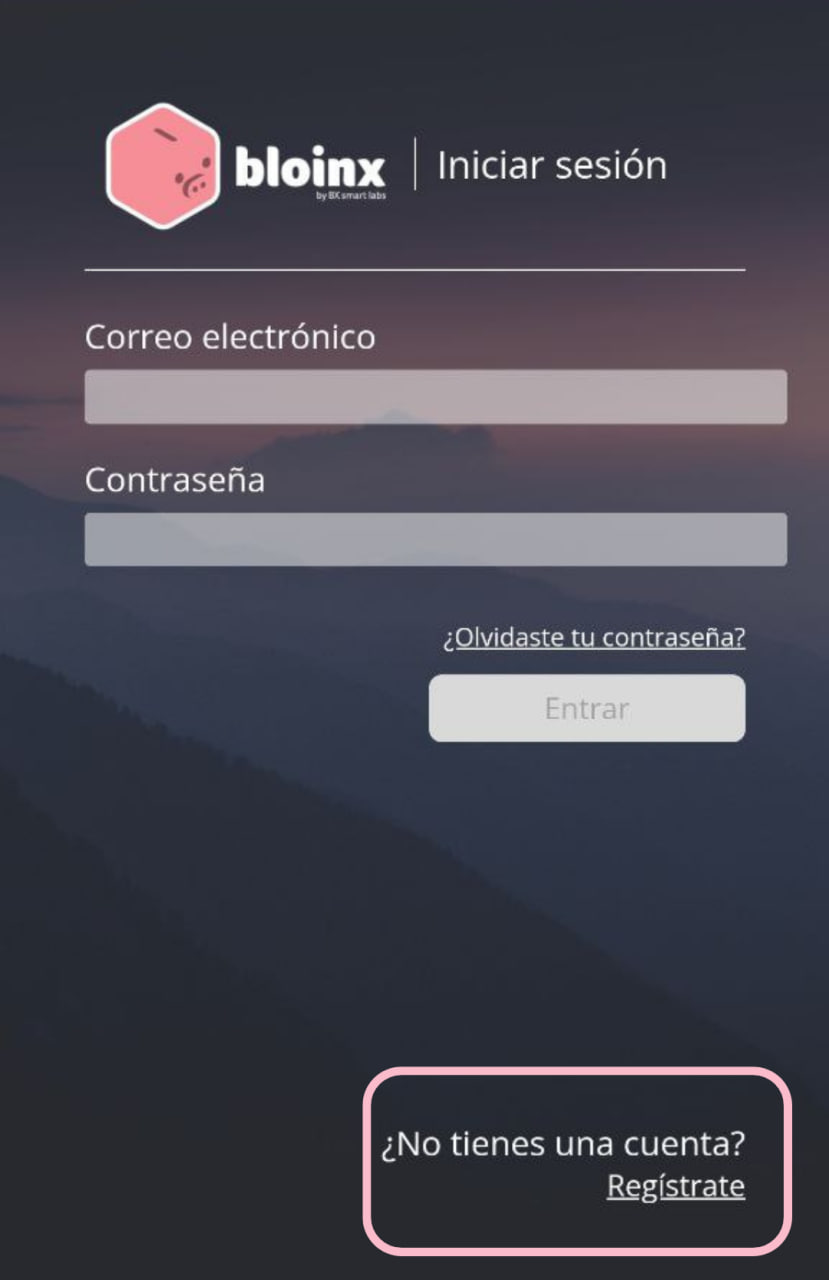 bloinx
by BX smart labs
Iniciar sesión
Correo electrónico
Contraseña
¿Olvidaste tu contraseña?
Entrar
¿No tienes una cuenta?
Regístrate